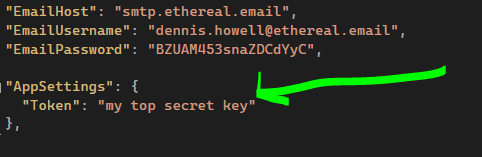 "EmailHost": "smtp.ethereal.email",
"EmailUsername": "dennis.howell@ethereal.email",
"EmailPassword": "BZUAM453snaZDCdYyC",
"AppSettings": {
"Token": "my top secret key"
},